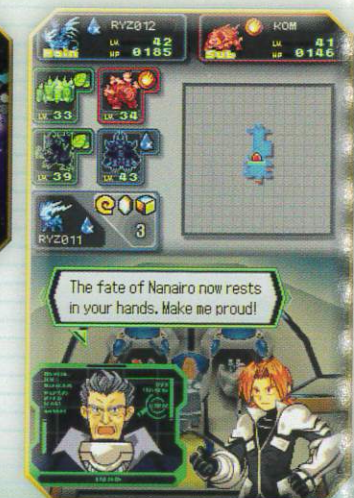 RYZ012
LV. 42
HP 0185
Main
KOM
LV. 41
HP 0146
Sub
LV. 33
LV. 34
LV. 39
LV. 43
RYZ011
3
The fate of Nanairo now rests
in your hands. Make me proud!